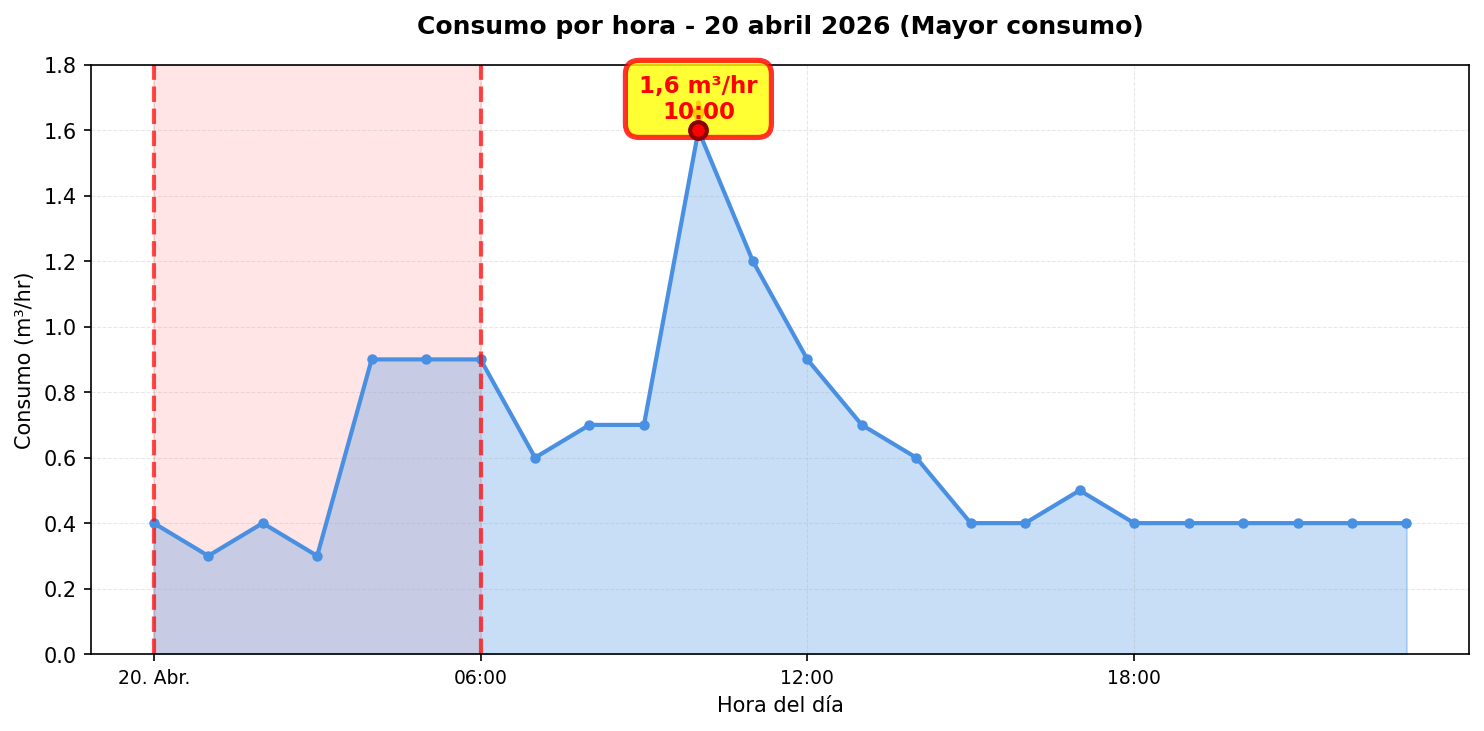 Consumo por hora - 20 abril 2026 (Mayor consumo)
1,6 m³/hr
10:00
Consumo (m³/hr)
1.8
1.6
1.4
1.2
1.0
0.8
0.6
0.4
0.2
0.0
20. Abr.
06:00
12:00
18:00
Hora del día